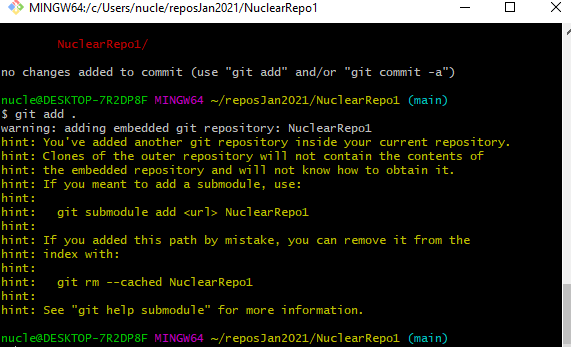 MINGW64:/c/Users/nucle/reposJan2021/NuclearRepo1
NuclearRepo1/
no changes added to commit (use "git add" and/or "git commit -a")
nucle@DESKTOP-7R2DP8F MINGW64 ~/reposJan2021/NuclearRepo1 (main)
$ git add .
warning: adding embedded git repository: NuclearRepo1
hint: You've added another git repository inside your current repository.
hint: Clones of the outer repository will not contain the contents of
hint: the embedded repository and will not know how to obtain it.
hint: If you meant to add a submodule, use:
hint:
hint:   git submodule add <url> NuclearRepo1
hint:
hint: If you added this path by mistake, you can remove it from the
hint: index with:
hint:
hint:   git rm --cached NuclearRepo1
hint:
hint: See "git help submodule" for more information.
nucle@DESKTOP-7R2DP8F MINGW64 ~/reposJan2021/NuclearRepo1 (main)